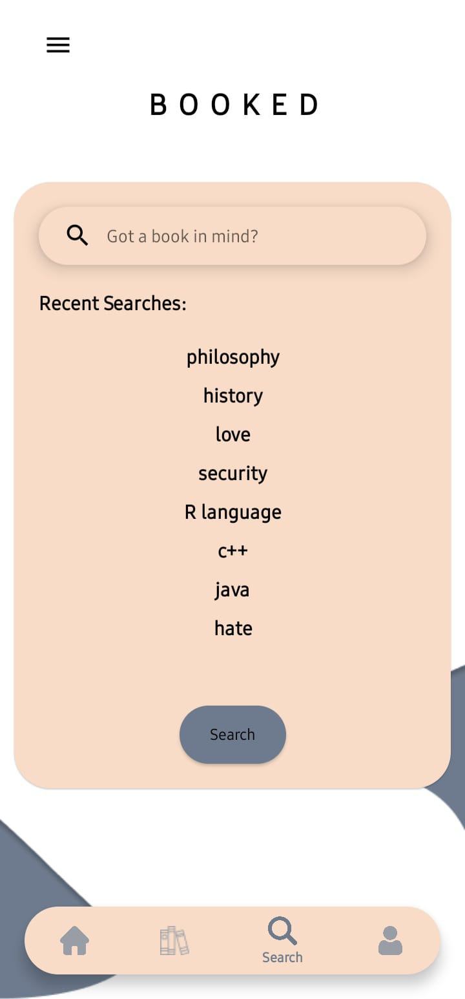 BOOKED
Got a book in mind?
Recent Searches:
philosophy
history
love
security
R language
c++
java
hate
Search
Search